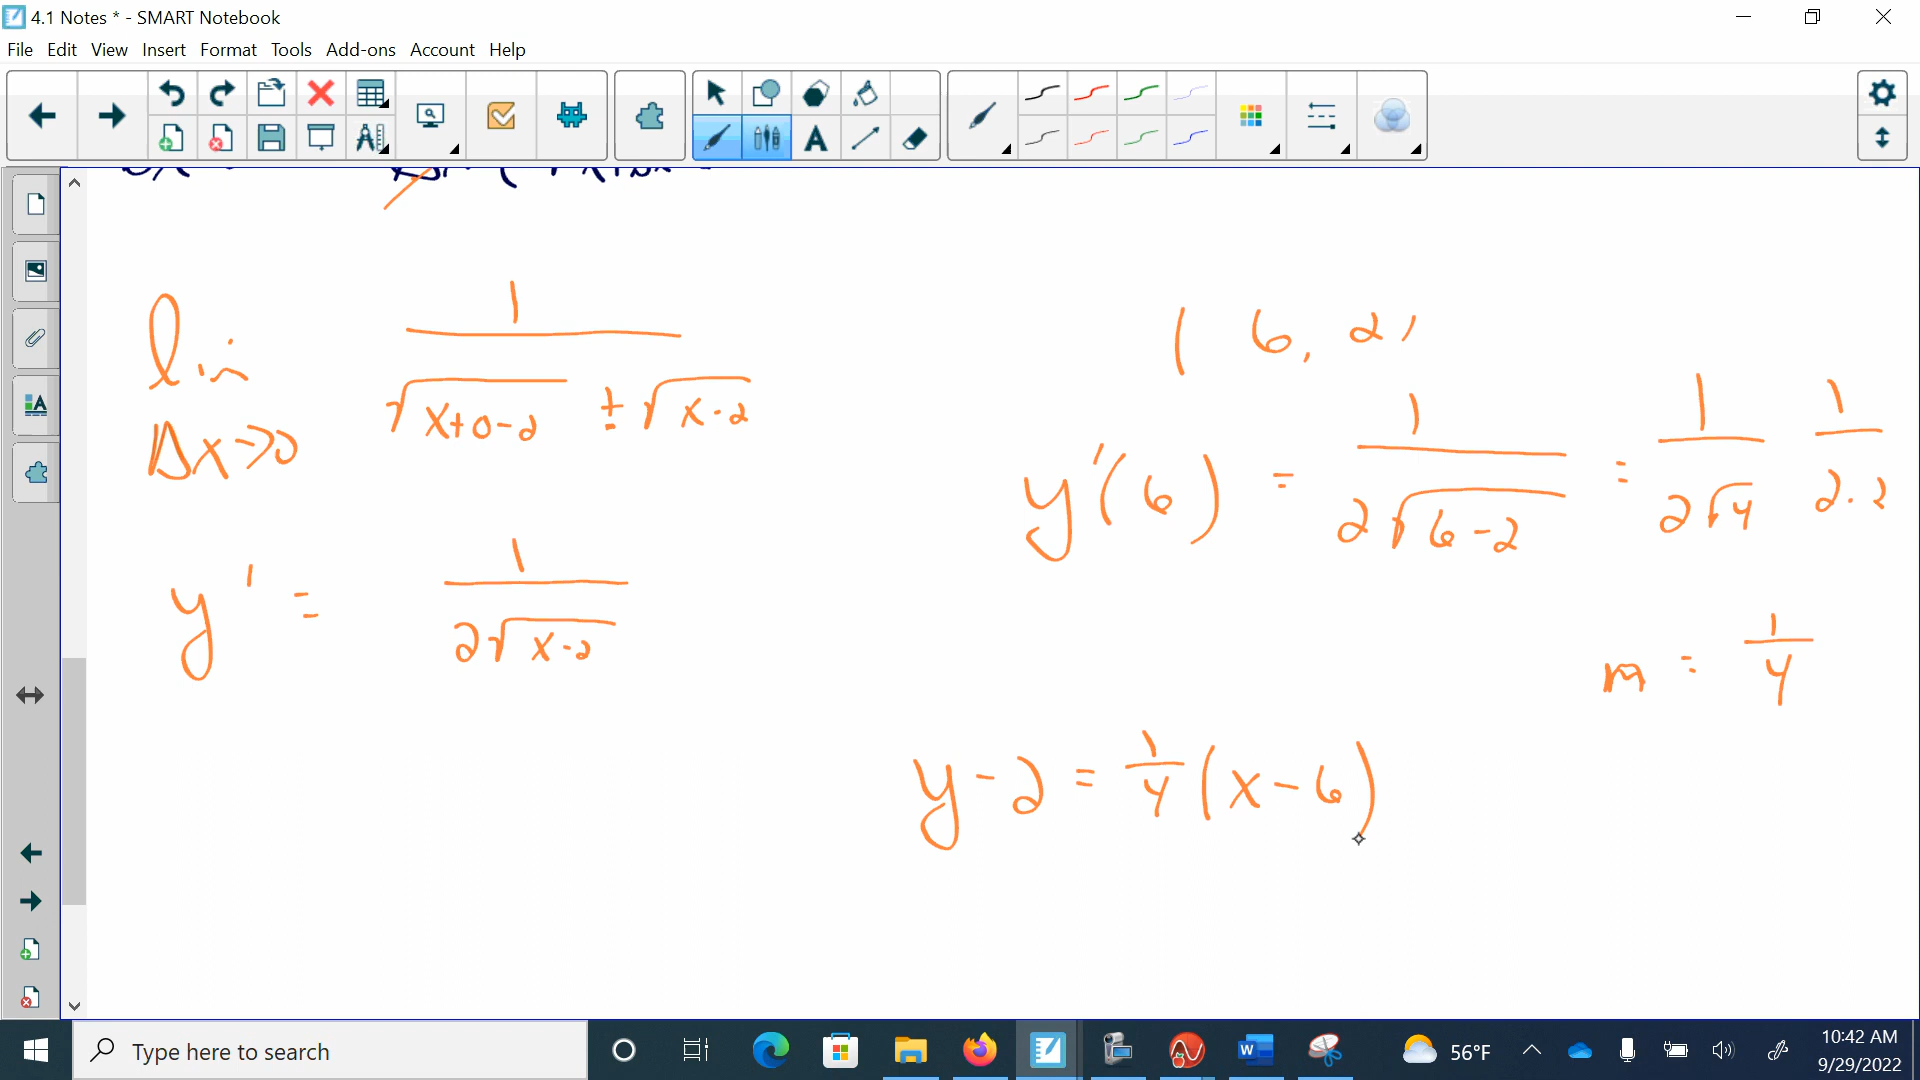 4.1 Notes * - SMART Notebook
File Edit View Insert Format Tools Add-ons Account Help
lim Δx→0 1 / (√(x+0-2) ± √(x-2))
y' = 1 / (2√(x-2))
( 6, 2)
y'(6) = 1 / (2√(6-2)) = 1 / (2√4) 1 / (2·2)
m = 1/4
y-2 = 1/4 (x-6)
Type here to search
56°F
10:42 AM
9/29/2022